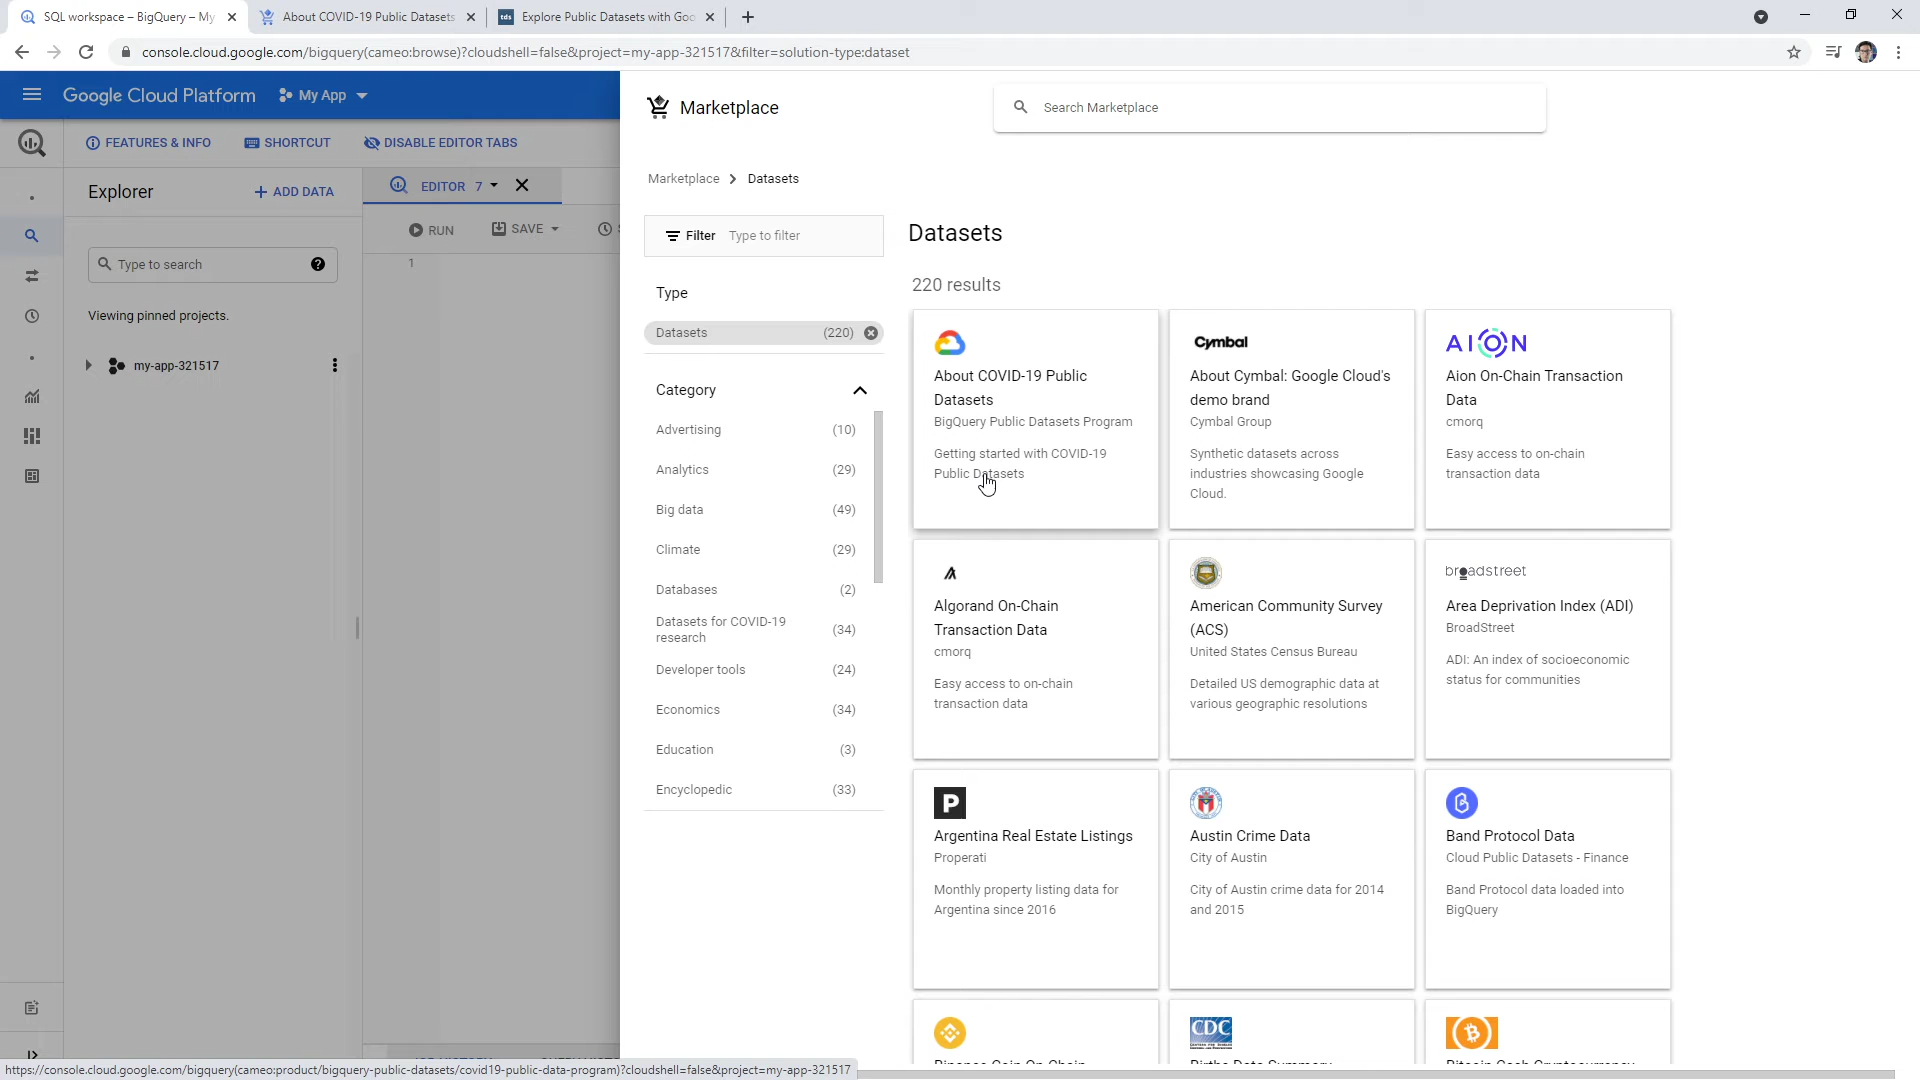 SQL workspace – BigQuery – My
About COVID-19 Public Datasets
tds
Explore Public Datasets with Goo
console.cloud.google.com/bigquery(cameo:browse)?cloudshell=false&project=my-app-321517&filter=solution-type:dataset
Google Cloud Platform
My App
FEATURES & INFO
SHORTCUT
DISABLE EDITOR TABS
Explorer
ADD DATA
EDITOR 7
RUN
SAVE
Type to search
1
Viewing pinned projects.
my-app-321517
Marketplace
Search Marketplace
Marketplace
Datasets
Filter
Type to filter
Type
Datasets (220)
Category
Advertising (10)
Analytics (29)
Big data (49)
Climate (29)
Databases (2)
Datasets for COVID-19
research (34)
Developer tools (24)
Economics (34)
Education (3)
Encyclopedic (33)
Datasets
220 results
About COVID-19 Public
Datasets
BigQuery Public Datasets Program
Getting started with COVID-19
Public Datasets
Cymbal
About Cymbal: Google Cloud's
demo brand
Cymbal Group
Synthetic datasets across
industries showcasing Google
Cloud.
AION
Aion On-Chain Transaction
Data
cmorq
Easy access to on-chain
transaction data
Algorand On-Chain
Transaction Data
cmorq
Easy access to on-chain
transaction data
American Community Survey
(ACS)
United States Census Bureau
Detailed US demographic data at
various geographic resolutions
broadstreet
Area Deprivation Index (ADI)
BroadStreet
ADI: An index of socioeconomic
status for communities
P
Argentina Real Estate Listings
Properati
Monthly property listing data for
Argentina since 2016
Austin Crime Data
City of Austin
City of Austin crime data for 2014
and 2015
Band Protocol Data
Cloud Public Datasets - Finance
Band Protocol data loaded into
BigQuery
Binance Coin On-Chain
CDC
Births Data Summary
Bitcoin Cash Cryptocurrency
https://console.cloud.google.com/bigquery(cameo:product/bigquery-public-datasets/covid19-public-data-program)?cloudshell=false&project=my-app-321517